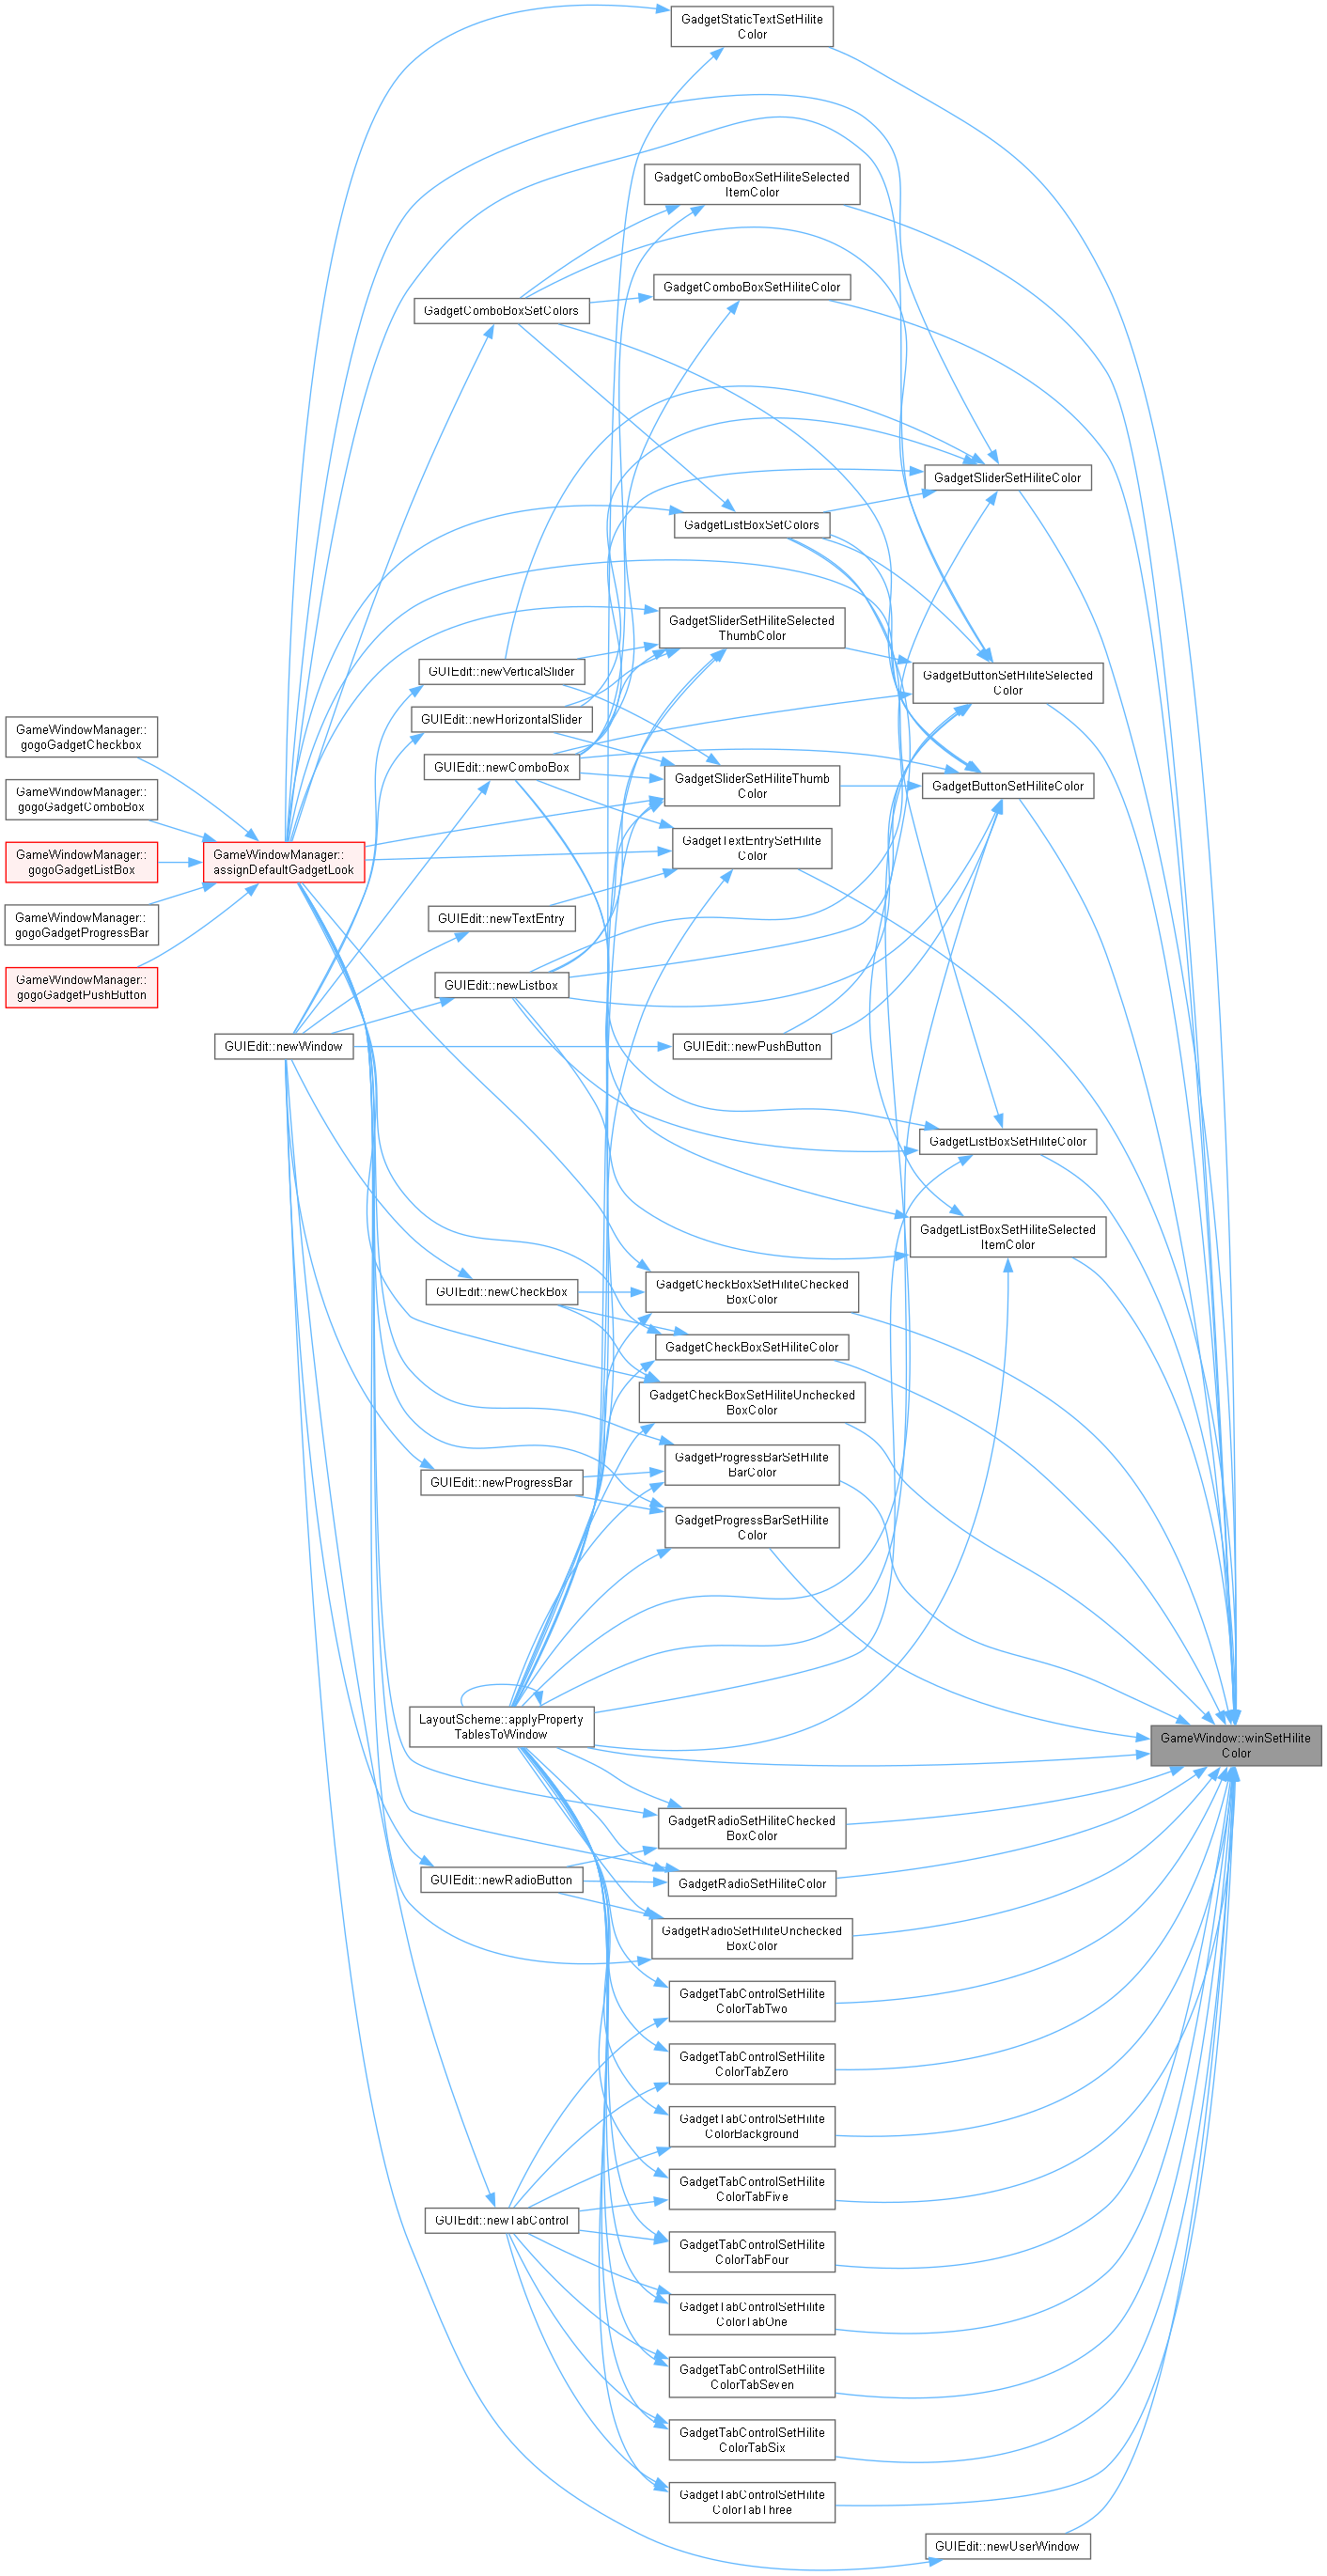 GadgetStaticTextSetHilite
Color
GadgetComboBoxSetHiliteSelected
ItemColor
GadgetComboBoxSetHiliteColor
GadgetComboBoxSetColors
GadgetSliderSetHiliteColor
GadgetListBoxSetColors
GadgetSliderSetHiliteSelected
ThumbColor
GUIEdit::newVerticalSlider
GadgetButtonSetHiliteSelected
Color
GUIEdit::newHorizontalSlider
GameWindowManager::
gogoGadgetCheckbox
GUIEdit::newComboBox
GadgetSliderSetHiliteThumb
Color
GadgetButtonSetHiliteColor
GameWindowManager::
gogoGadgetComboBox
GadgetTextEntrySetHilite
Color
GameWindowManager::
gogoGadgetListBox
GameWindowManager::
assignDefaultGadgetLook
GameWindowManager::
gogoGadgetProgressBar
GUIEdit::newTextEntry
GameWindowManager::
gogoGadgetPushButton
GUIEdit::newListbox
GUIEdit::newWindow
GUIEdit::newPushButton
GadgetListBoxSetHiliteColor
GadgetListBoxSetHiliteSelected
ItemColor
GUIEdit::newCheckBox
GadgetCheckBoxSetHiliteChecked
BoxColor
GadgetCheckBoxSetHiliteColor
GadgetCheckBoxSetHiliteUnchecked
BoxColor
GadgetProgressBarSetHilite
BarColor
GUIEdit::newProgressBar
GadgetProgressBarSetHilite
Color
LayoutScheme::applyProperty
TablesToWindow
GameWindow::winSetHilite
Color
GadgetRadioSetHiliteChecked
BoxColor
GUIEdit::newRadioButton
GadgetRadioSetHiliteColor
GadgetRadioSetHiliteUnchecked
BoxColor
GadgetTabControlSetHilite
ColorTabTwo
GadgetTabControlSetHilite
ColorTabZero
GadgetTabControlSetHilite
ColorBackground
GadgetTabControlSetHilite
ColorTabFive
GUIEdit::newTabControl
GadgetTabControlSetHilite
ColorTabFour
GadgetTabControlSetHilite
ColorTabOne
GadgetTabControlSetHilite
ColorTabSeven
GadgetTabControlSetHilite
ColorTabSix
GadgetTabControlSetHilite
ColorTabThree
GUIEdit::newUserWindow